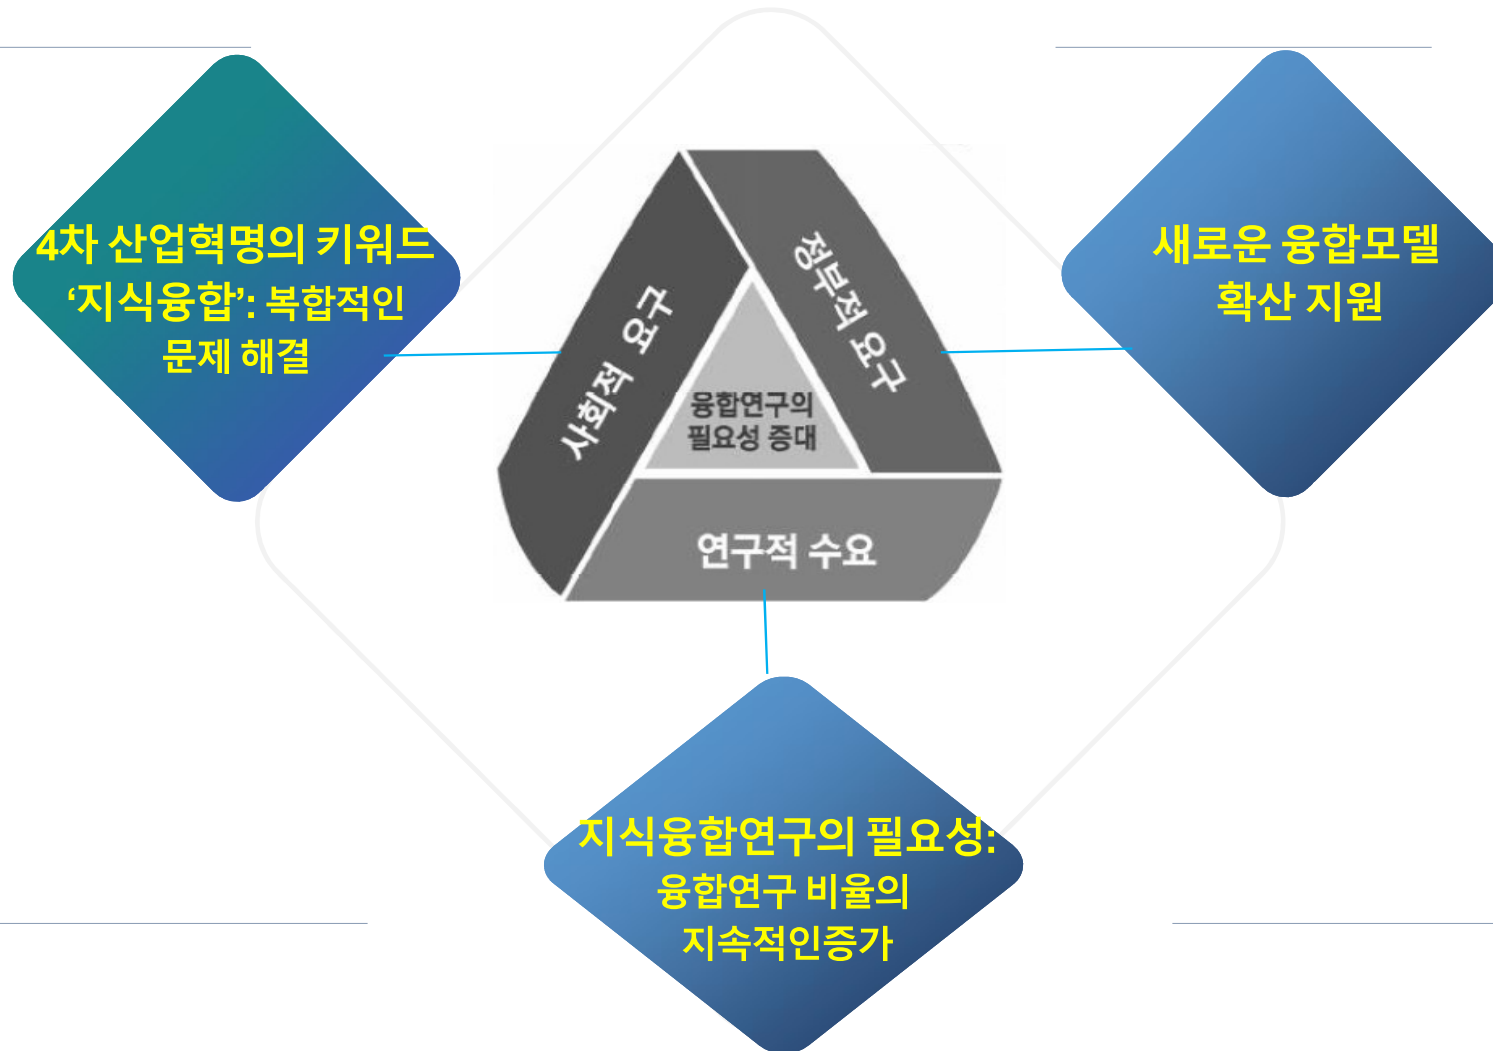 4차 산업혁명의 키워드
‘지식융합’: 복합적인
문제 해결
새로운 융합모델
확산 지원
사회적 요구
정부적 요구
융합연구의
필요성 증대
연구적 수요
지식융합연구의 필요성:
융합연구 비율의
지속적인증가